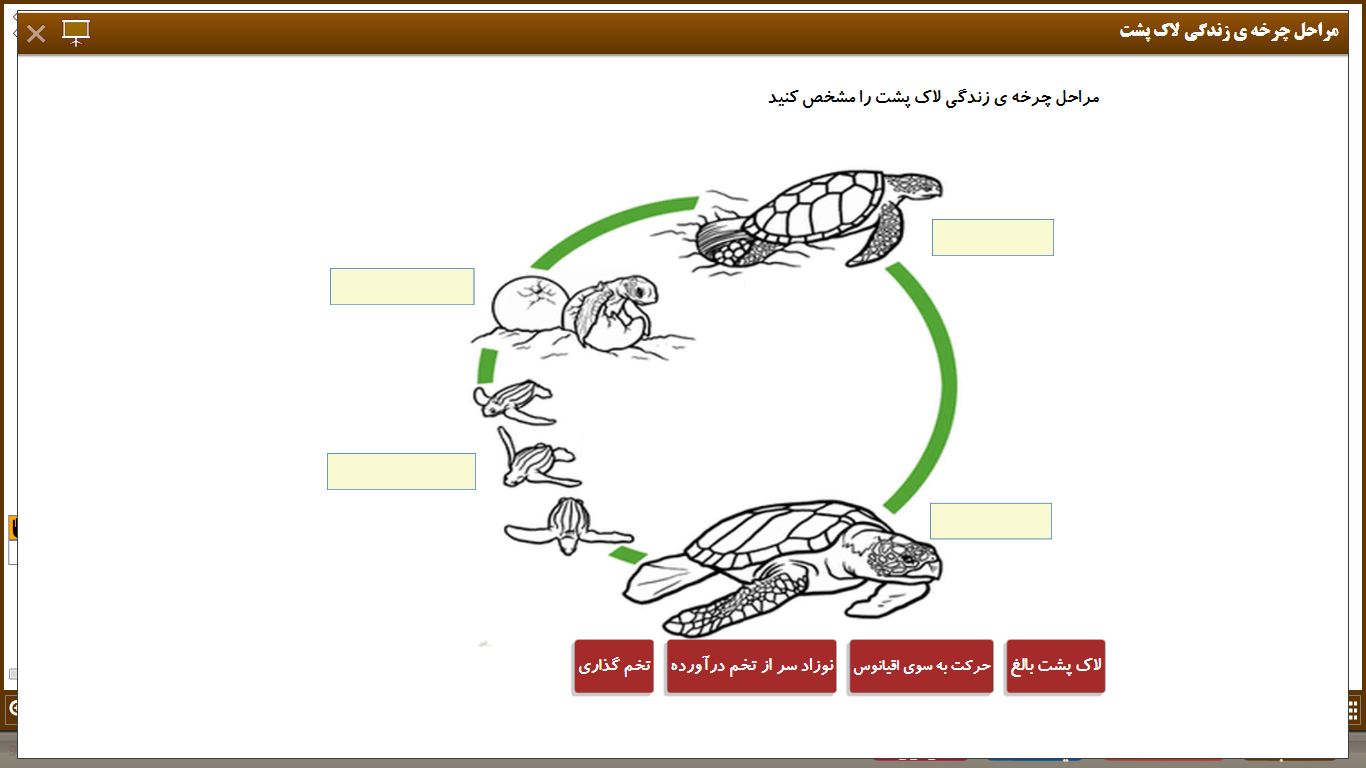 مراحل چرخه ی زندگی لاک پشت
مراحل چرخه ی زندگی لاک پشت را مشخص کنید
لاک پشت بالغ
حرکت به سوی اقیانوس
نوزاد سر از تخم درآورده
تخم گذاری